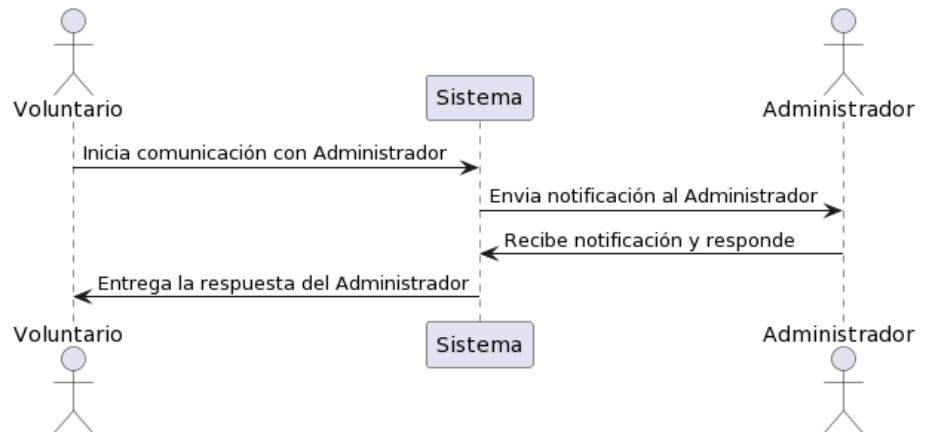 Voluntario
Sistema
Administrador
Inicia comunicación con Administrador
Envia notificación al Administrador
Recibe notificación y responde
Entrega la respuesta del Administrador
Voluntario
Sistema
Administrador